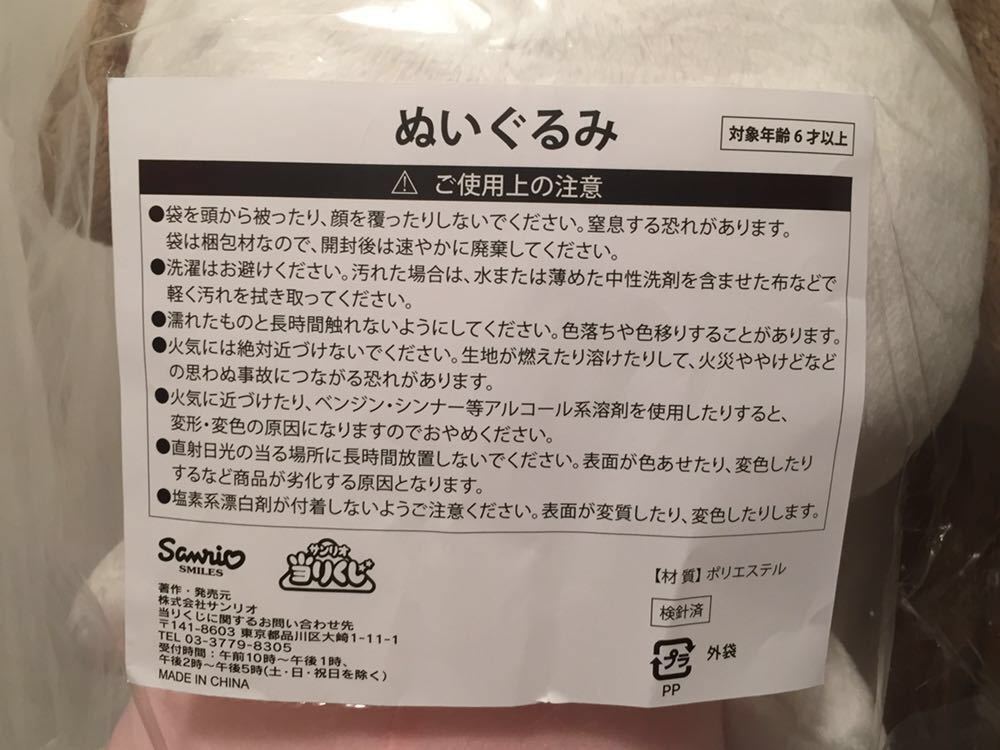 ぬいぐるみ
対象年齢6才以上
⚠ ご使用上の注意
●袋を頭から被ったり、顔を覆ったりしないでください。窒息する恐れがあります。
袋は梱包材なので、開封後は速やかに廃棄してください。
●洗濯はお避けください。汚れた場合は、水または薄めた中性洗剤を含ませた布などで
軽く汚れを拭き取ってください。
●濡れたものと長時間触れないようにしてください。色落ちや色移りすることがあります。
●火気には絶対近づけないでください。生地が燃えたり溶けたりして、火災ややけどなど
の思わぬ事故につながる恐れがあります。
●火気に近づけたり、ベンジン・シンナー等アルコール系溶剤を使用したりすると、
変形・変色の原因になりますのでおやめください。
●直射日光の当る場所に長時間放置しないでください。表面が色あせたり、変色したり
するなど商品が劣化する原因となります。
●塩素系漂白剤が付着しないようご注意ください。表面が変質したり、変色したりします。
Sanrio
SMILES
サンリオ
当りくじ
著作・発売元
株式会社サンリオ
当りくじに関するお問い合わせ先
〒141-8603 東京都品川区大崎1-11-1
TEL 03-3779-8305
受付時間：午前10時～午後1時、
午後2時～午後5時(土・日・祝日を除く)
MADE IN CHINA
【材質】ポリエステル
検針済
プラ
外袋
PP